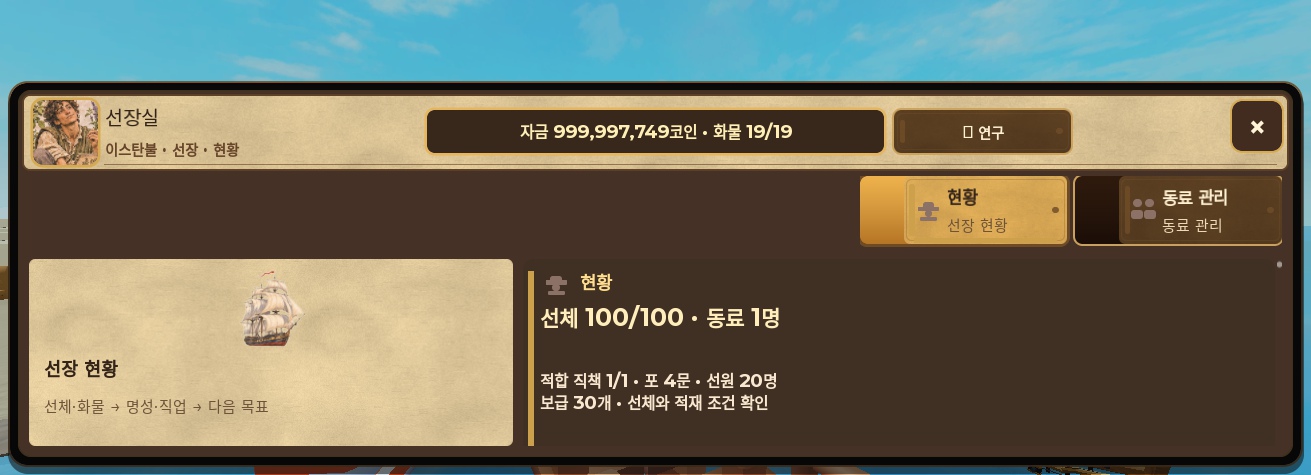 선장실
이스탄불 • 선장 • 현황
자금 999,997,749코인 • 화물 19/19
연구
×
현황
선장 현황
동료 관리
동료 관리
선장 현황
선체·화물 → 명성·직업 → 다음 목표
현황
선체 100/100 • 동료 1명
적합 직책 1/1 • 포 4문 • 선원 20명
보급 30개 • 선체와 적재 조건 확인